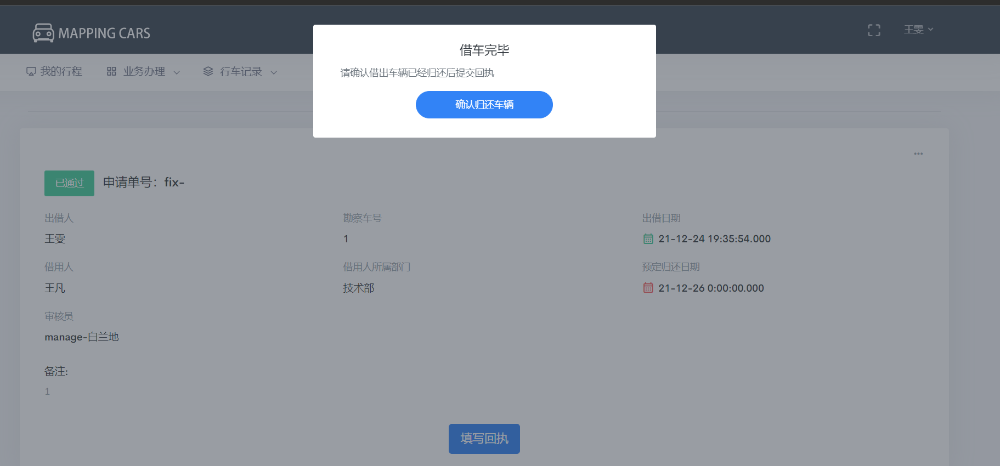 MAPPING CARS
王雯
借车完毕
请确认借出车辆已经归还后提交回执
确认归还车辆
我的行程 业务办理 行车记录
已通过 申请单号：fix-
出借人 勘察车号 出借日期
王雯 1 21-12-24 19:35:54.000
借用人 借用人所属部门 预定归还日期
王凡 技术部 21-12-26 0:00:00.000
审核员
manage-白兰地
备注:
1
填写回执